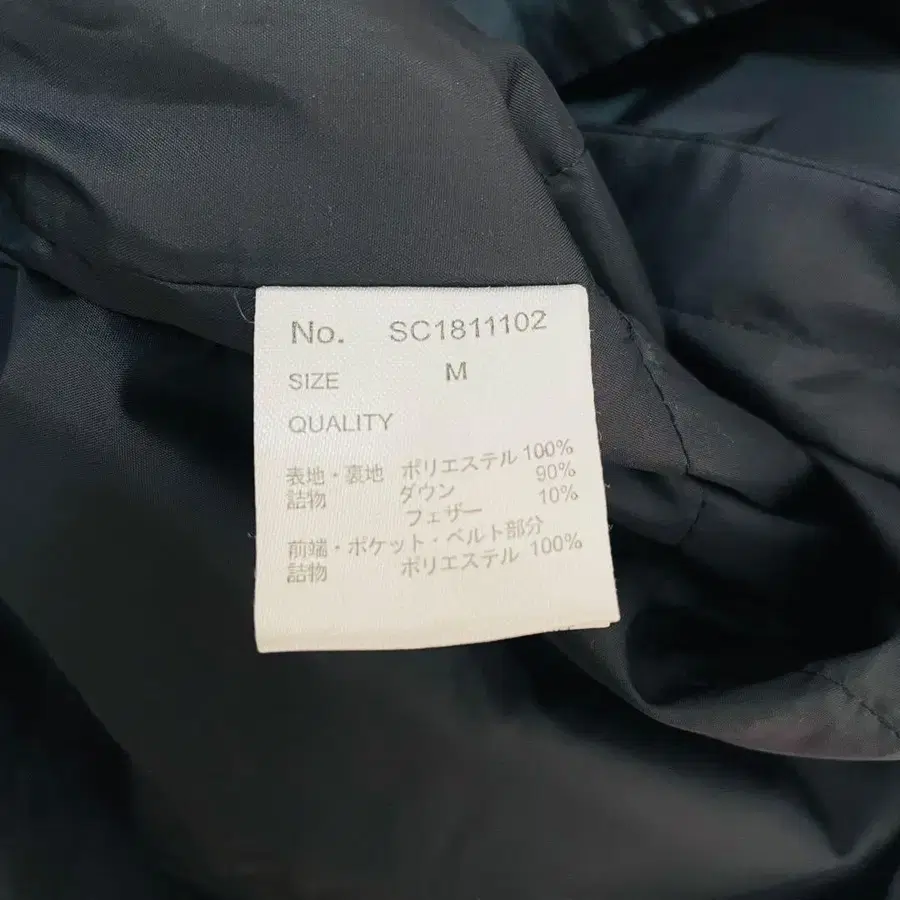 No. SC1811102
SIZE M
QUALITY
表地・裏地 ポリエステル 100%
詰物 ダウン 90%
フェザー 10%
前端・ポケット・ベルト部分
詰物 ポリエステル 100%